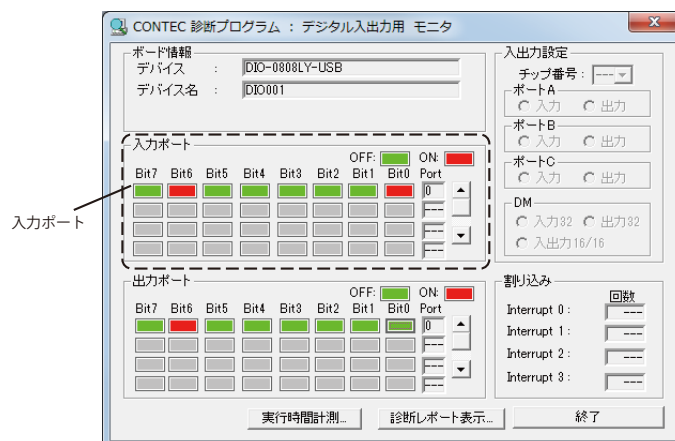 CONTEC 診断プログラム : デジタル入出力用 モニタ
ボード情報
デバイス : DIO-0808LY-USB
デバイス名 : DIO001
入力ポート
OFF: ON:
Bit7 Bit6 Bit5 Bit4 Bit3 Bit2 Bit1 Bit0 Port
0
---
---
---
入力ポート
出力ポート
OFF: ON:
Bit7 Bit6 Bit5 Bit4 Bit3 Bit2 Bit1 Bit0 Port
0
---
---
---
入出力設定
チップ番号 : ---
ポートA
入力 出力
ポートB
入力 出力
ポートC
入力 出力
DM
入力32 出力32
入出力16/16
割り込み
回数
Interrupt 0 : ---
Interrupt 1 : ---
Interrupt 2 : ---
Interrupt 3 : ---
実行時間計測... 診断レポート表示... 終了